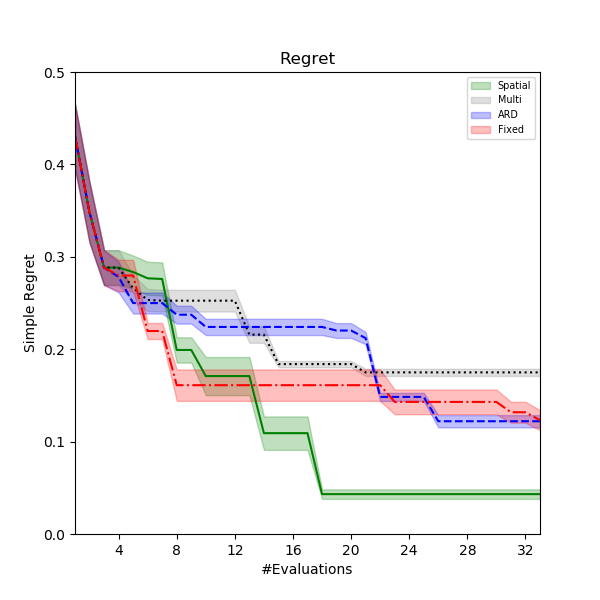 Regret
0.5
0.4
0.3
0.2
0.1
0.0
Simple Regret
Spatial
Multi
ARD
Fixed
4 8 12 16 20 24 28 32
#Evaluations